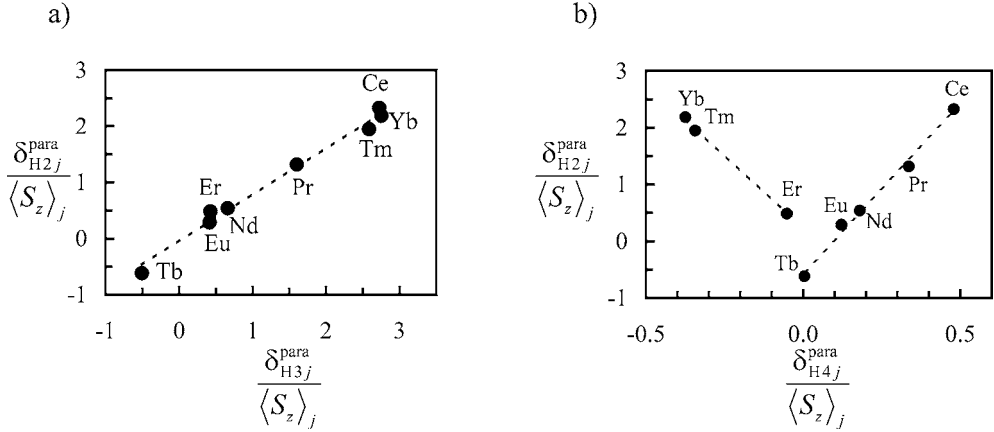 a)
3
2
1
0
-1
-1 0 1 2 3
Ce
Yb
Tm
Pr
Er
Nd
Eu
Tb
δ^para_H2j / ⟨S_z⟩_j
δ^para_H3j / ⟨S_z⟩_j
b)
3
2
1
0
-1
-0.5 0.0 0.5
Yb
Tm
Ce
Pr
Er
Eu
Nd
Tb
δ^para_H2j / ⟨S_z⟩_j
δ^para_H4j / ⟨S_z⟩_j